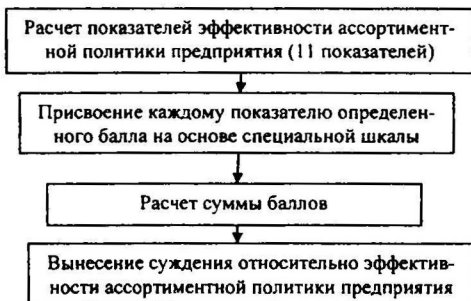 Расчет показателей эффективности ассортимент-
ной политики предприятия (11 показателей)
Присвоение каждому показателю определен-
ного балла на основе специальной шкалы
Расчет суммы баллов
Вынесение суждения относительно эффектив-
ности ассортиментной политики предприятия